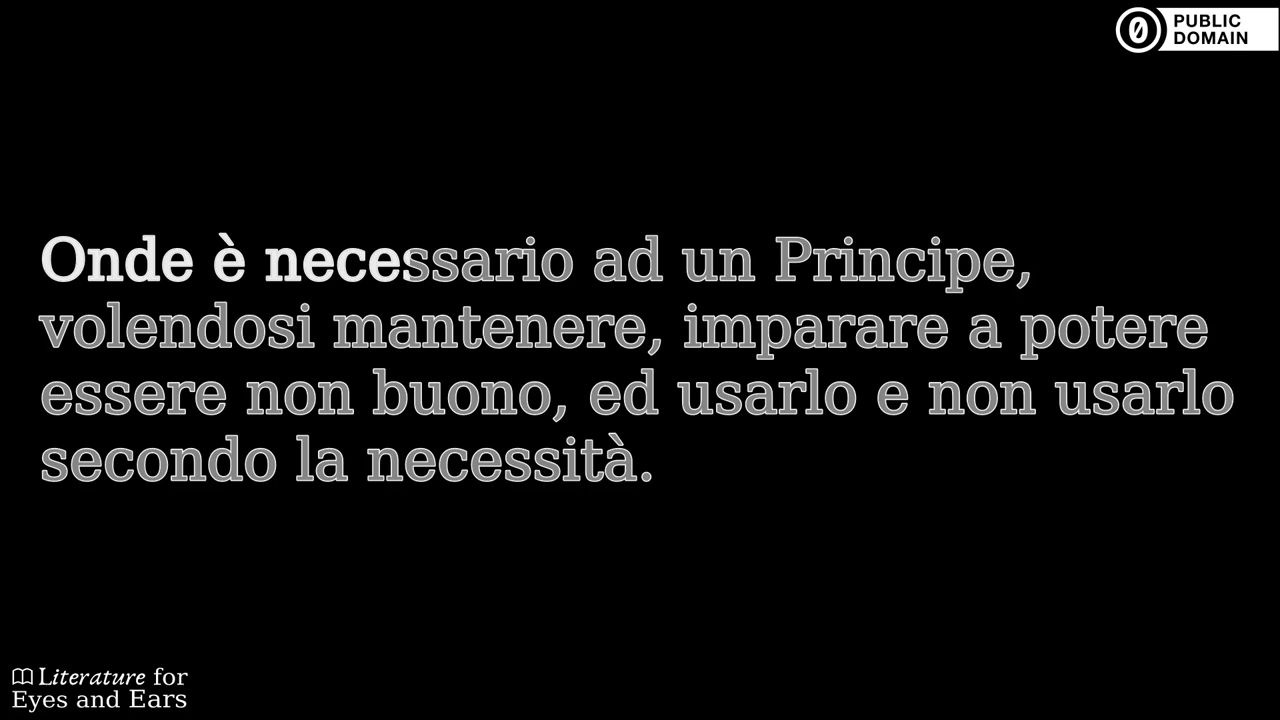 PUBLIC
DOMAIN
Onde è necessario ad un Principe,
volendosi mantenere, imparare a potere
essere non buono, ed usarlo e non usarlo
secondo la necessità.
Literature for
Eyes and Ears